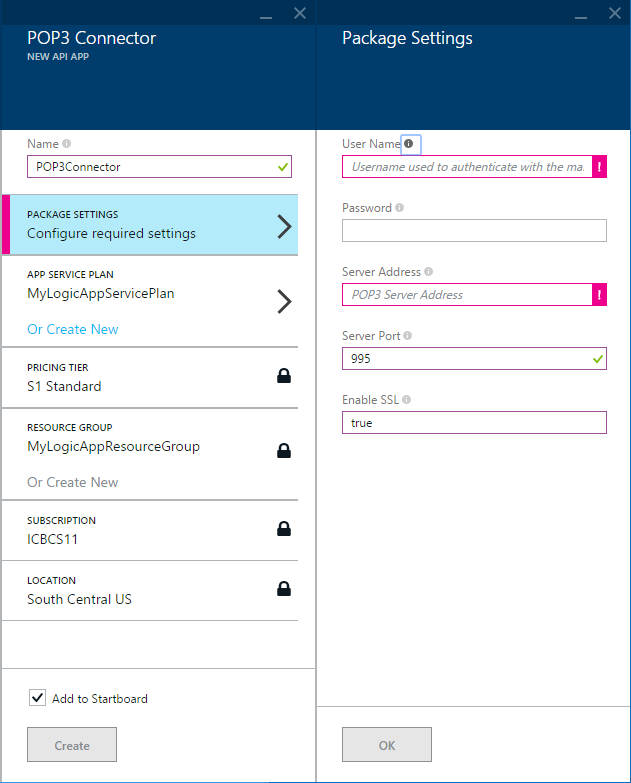 POP3 Connector
NEW API APP
Name
POP3Connector
PACKAGE SETTINGS
Configure required settings
APP SERVICE PLAN
MyLogicAppServicePlan
Or Create New
PRICING TIER
S1 Standard
RESOURCE GROUP
MyLogicAppResourceGroup
Or Create New
SUBSCRIPTION
ICBCS11
LOCATION
South Central US
Add to Startboard
Create
Package Settings
User Name
Username used to authenticate with the ma
Password
Server Address
POP3 Server Address
Server Port
995
Enable SSL
true
OK